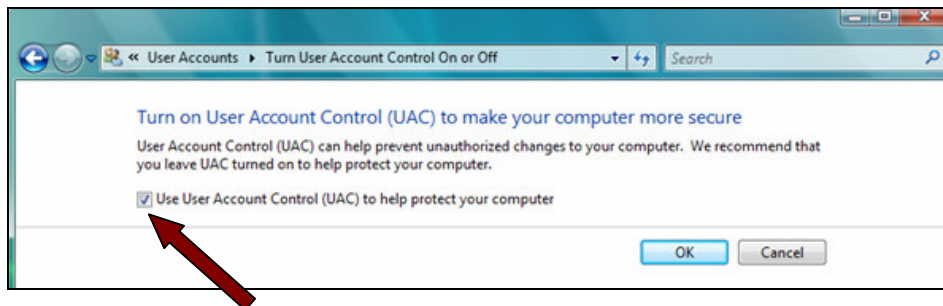 « User Accounts ▸ Turn User Account Control On or Off
Search
Turn on User Account Control (UAC) to make your computer more secure
User Account Control (UAC) can help prevent unauthorized changes to your computer. We recommend that
you leave UAC turned on to help protect your computer.
Use User Account Control (UAC) to help protect your computer
OK
Cancel